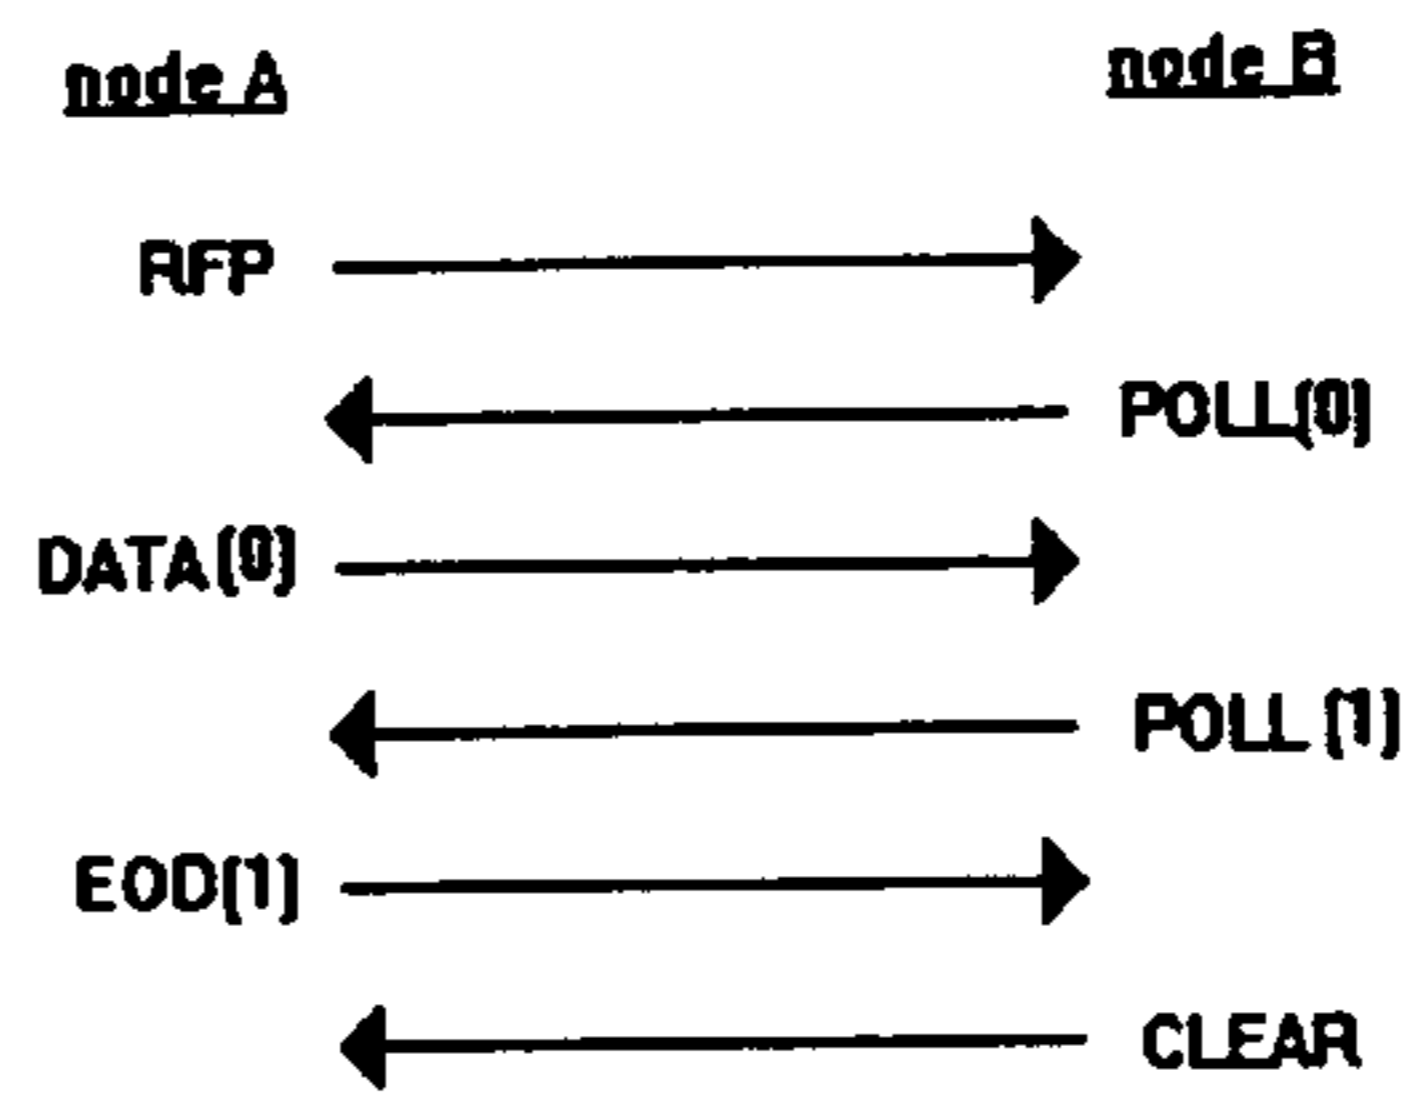 node A node B
RFP
POLL(0)
DATA(0)
POLL(1)
EOD(1)
CLEAR